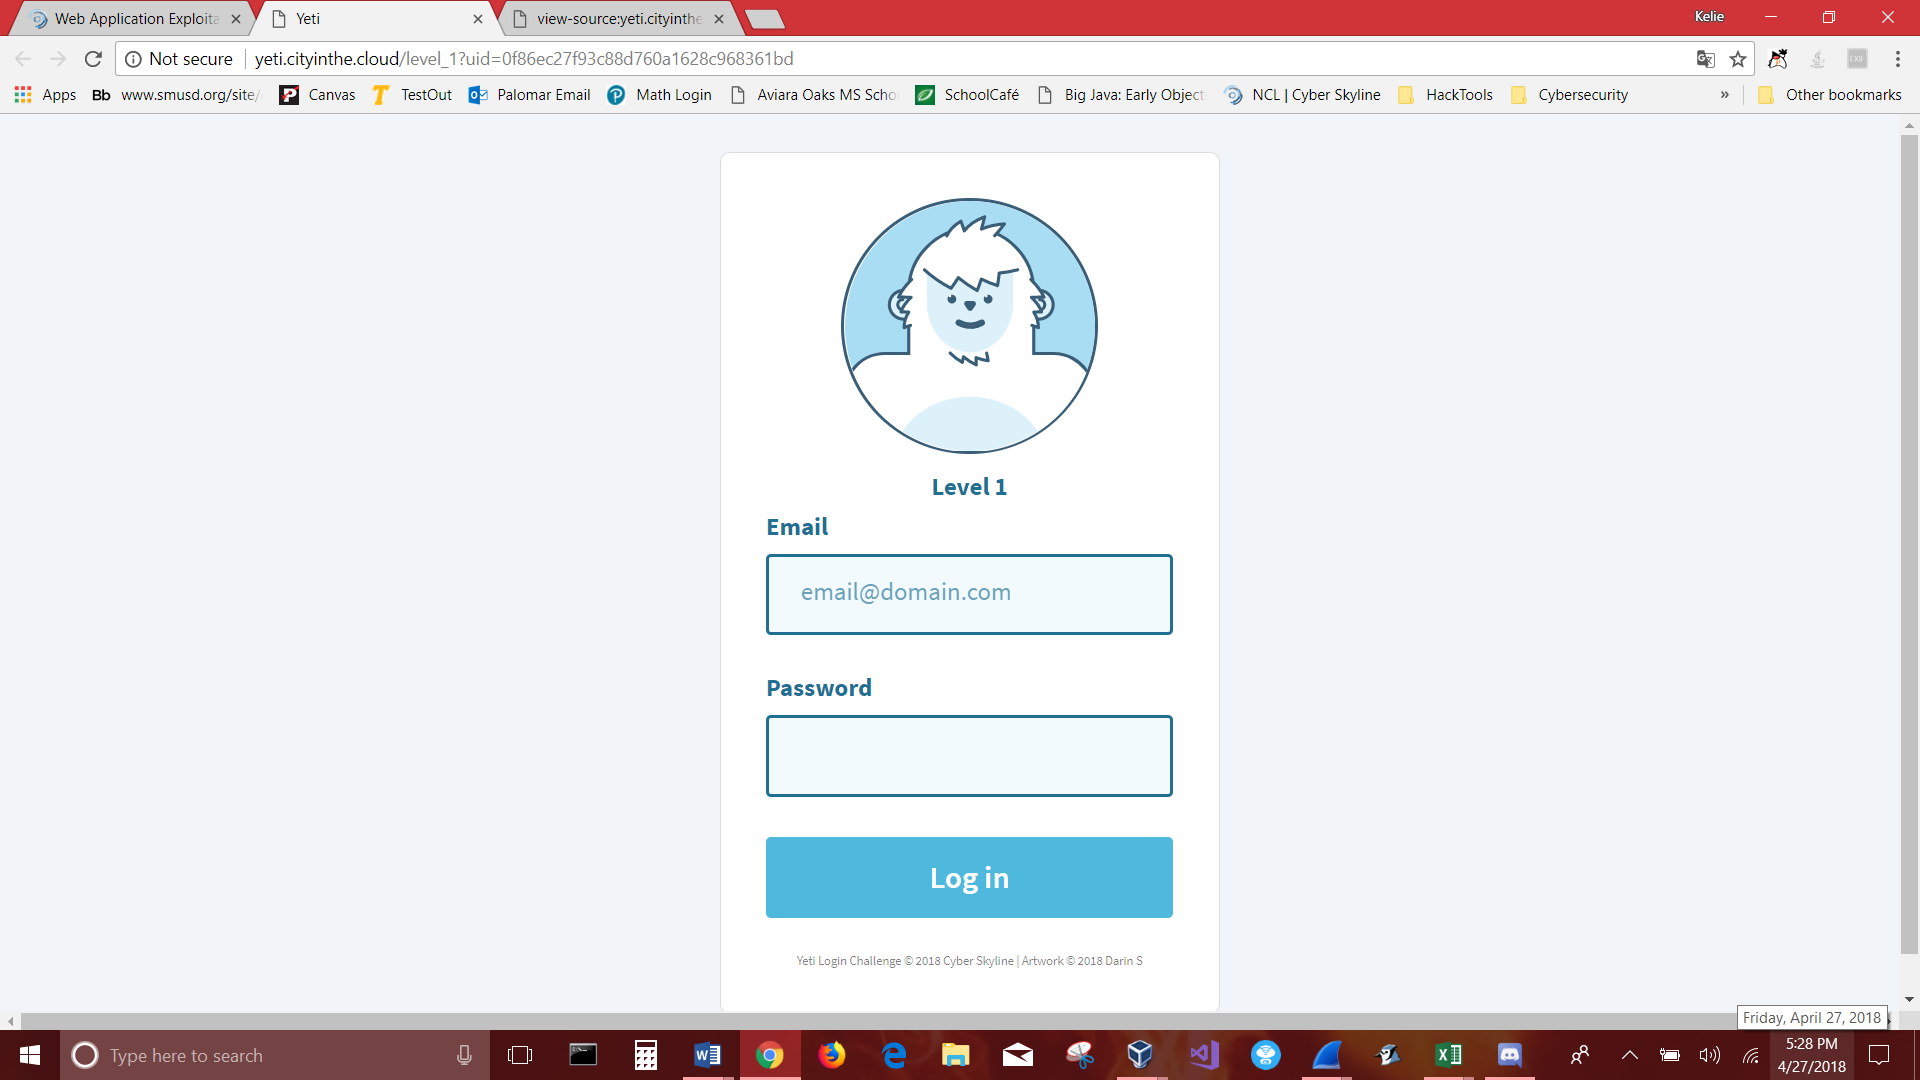 Web Application Exploita
Yeti
view-source:yeti.cityinthe
Kelie
Not secure
yeti.cityinthe.cloud/level_1?uid=0f86ec27f93c88d760a1628c968361bd
Apps
Bb www.smusd.org/site/
Canvas
TestOut
Palomar Email
Math Login
Aviara Oaks MS Scho
SchoolCafé
Big Java: Early Object
NCL | Cyber Skyline
HackTools
Cybersecurity
»
Other bookmarks
Level 1
Email
email@domain.com
Password
Log in
Yeti Login Challenge © 2018 Cyber Skyline | Artwork © 2018 Darin S
Friday, April 27, 2018
Type here to search
5:28 PM
4/27/2018